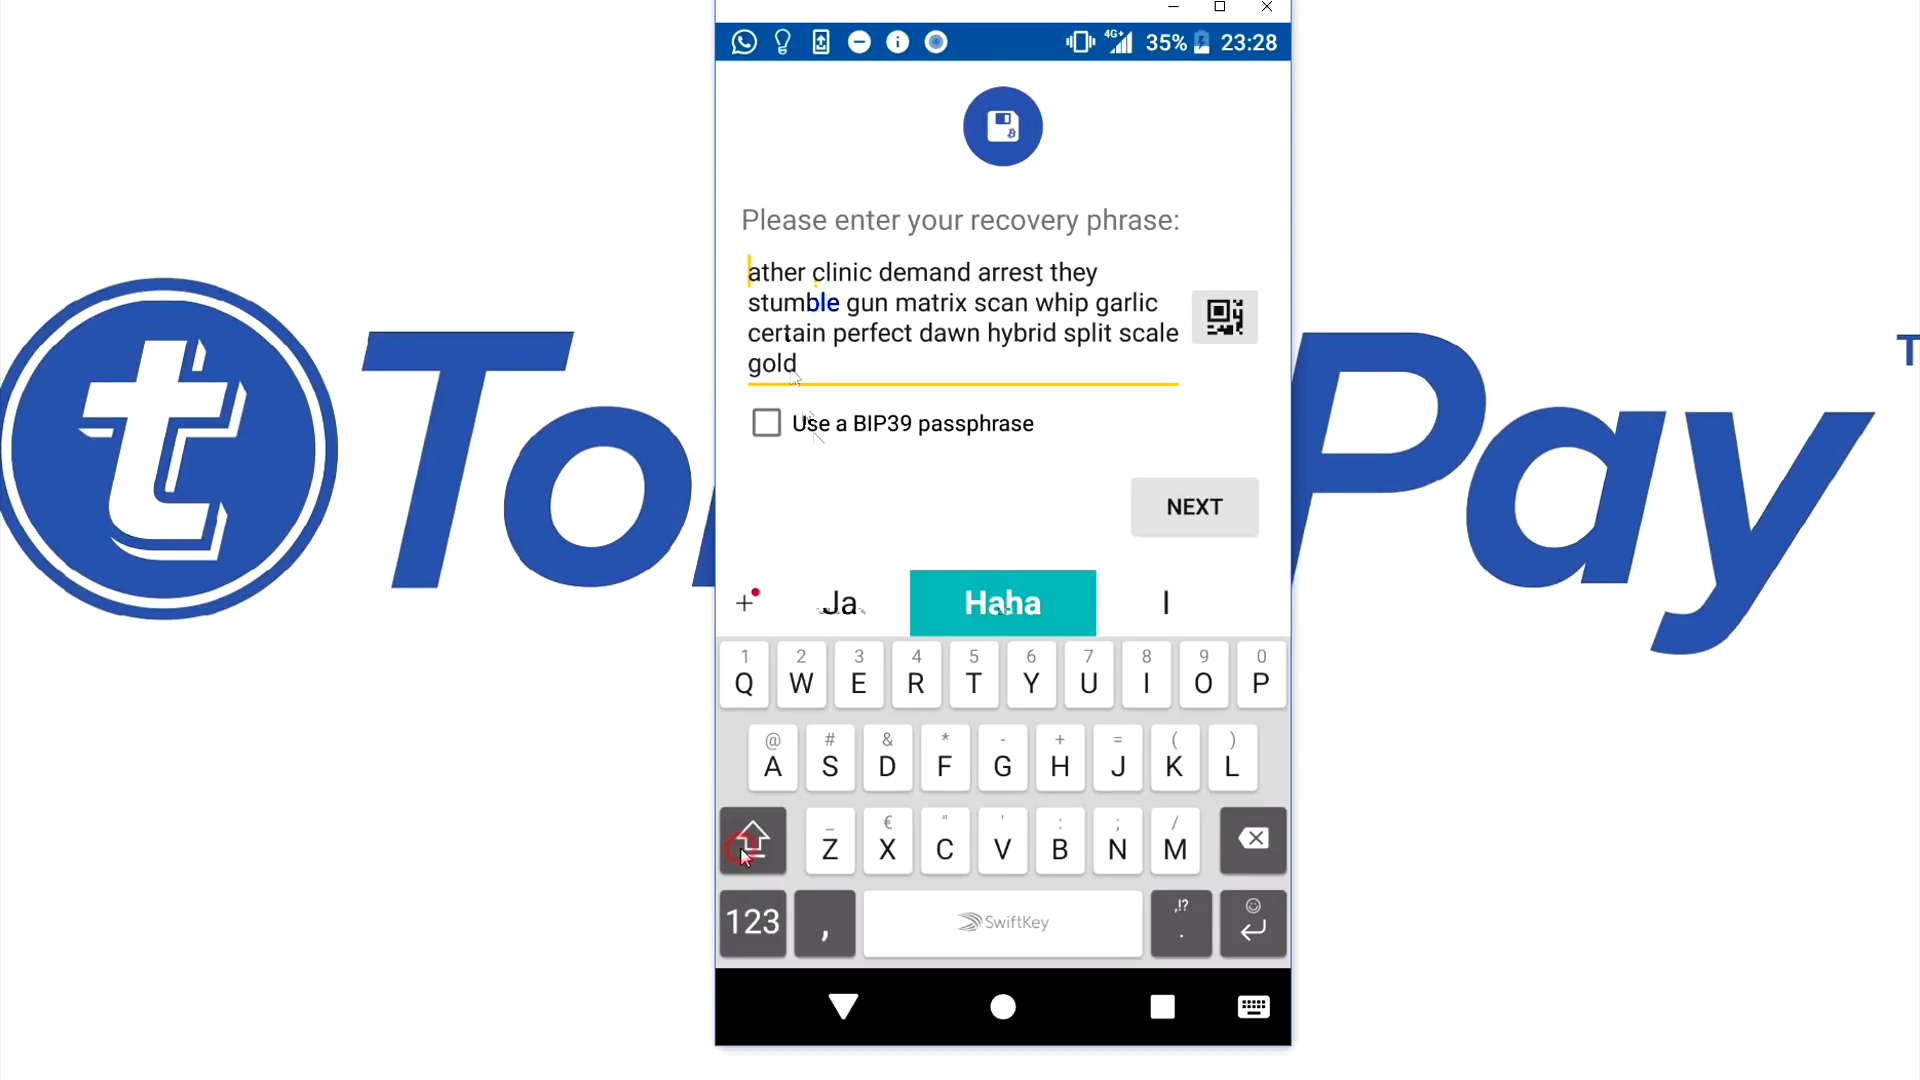 4G+ 35% 23:28
Please enter your recovery phrase:
ather clinic demand arrest they
stumble gun matrix scan whip garlic
certain perfect dawn hybrid split scale
gold
Use a BIP39 passphrase
NEXT
t To Pay T
+ Ja Haha I
1 2 3 4 5 6 7 8 9 0
Q W E R T Y U I O P
@ # & * - + = ( )
A S D F G H J K L
_ € " ' : ; /
Z X C V B N M
123 , SwiftKey ,!? .